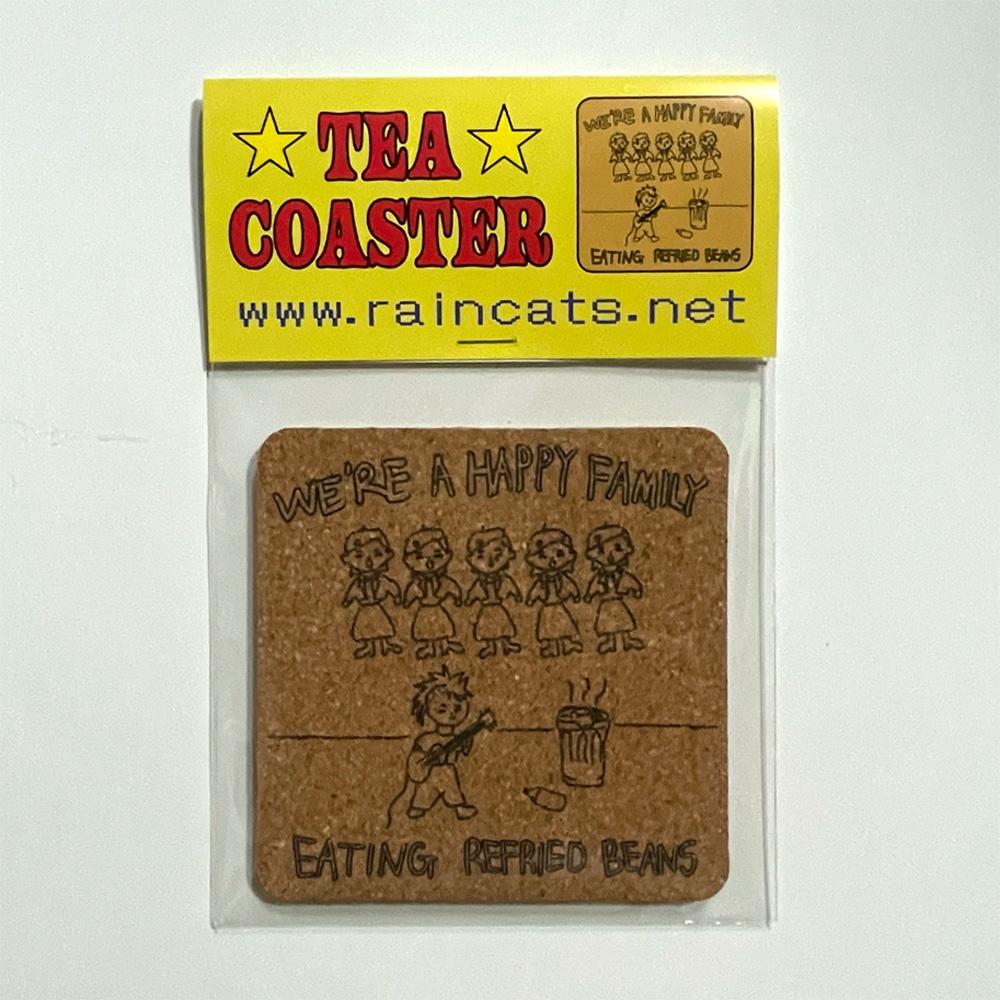 TEA
COASTER
WE'RE A HAPPY FAMILY
EATING REFRIED BEANS
www.raincats.net
WE'RE A HAPPY FAMILY
EATING REFRIED BEANS